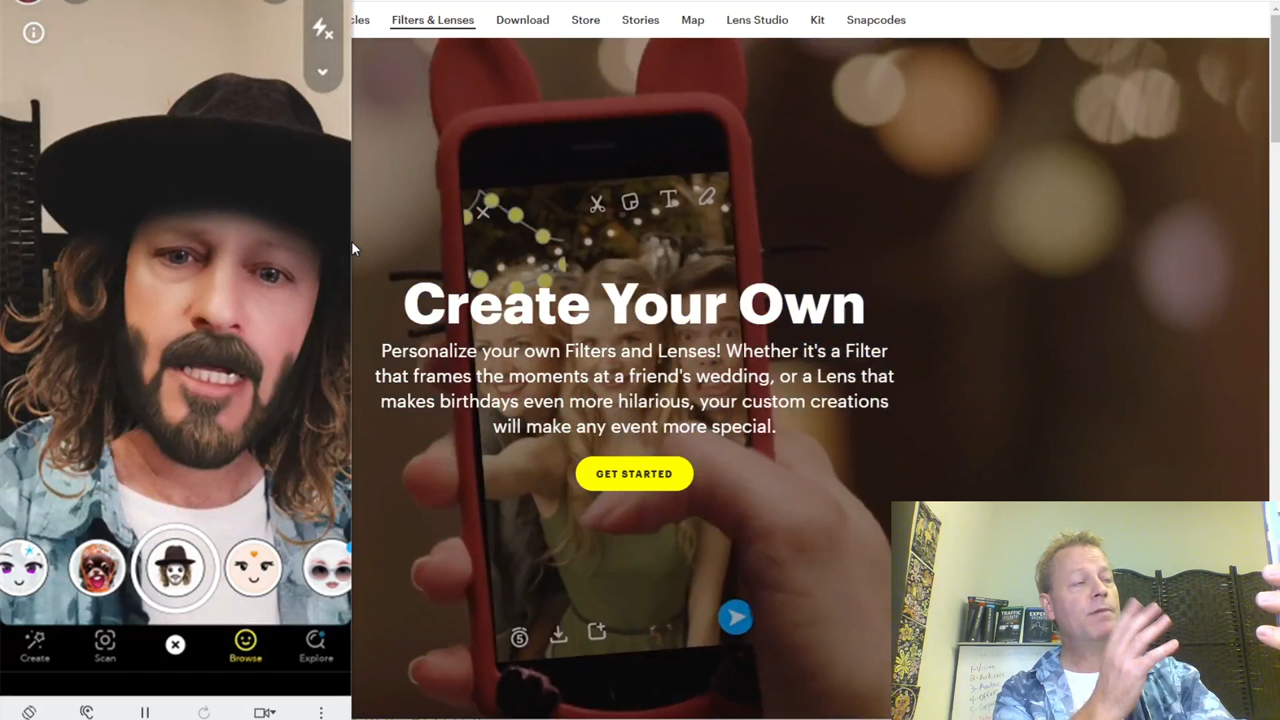 cles Filters & Lenses Download Store Stories Map Lens Studio Kit Snapcodes
Create Your Own
Personalize your own Filters and Lenses! Whether it's a Filter
that frames the moments at a friend's wedding, or a Lens that
makes birthdays even more hilarious, your custom creations
will make any event more special.
GET STARTED
5
Create Scan Browse Explore
TRAFFIC